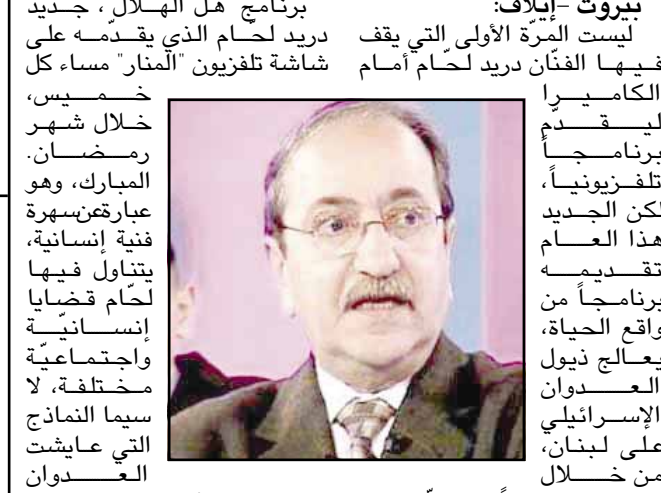 بيروت –إيلاف:
ليست المرّة الأولى التي يقف
فيها الفنّان دريد لحّام أمام
الكاميرا
ليقدّم
برنامجاً
تلفزيونياً،
لكن الجديد
هذا العام
تقديمه
برنامجاً من
واقع الحياة،
يعالج ذيول
العدوان
الإسرائيلي
على لبنان،
من خلال
برنامج "هل الهلال"، جديد
دريد لحّام الذي يقدّمه على
شاشة تلفزيون "المنار" مساء كل
خميس،
خلال شهر
رمضان.
المبارك، وهو
عبارةعن سهرة
فنية إنسانية،
يتناول فيها
لحّام قضايا
إنسانيّة
واجتماعيّة
مختلفة، لا
سيما النماذج
التي عايشت
العدوان